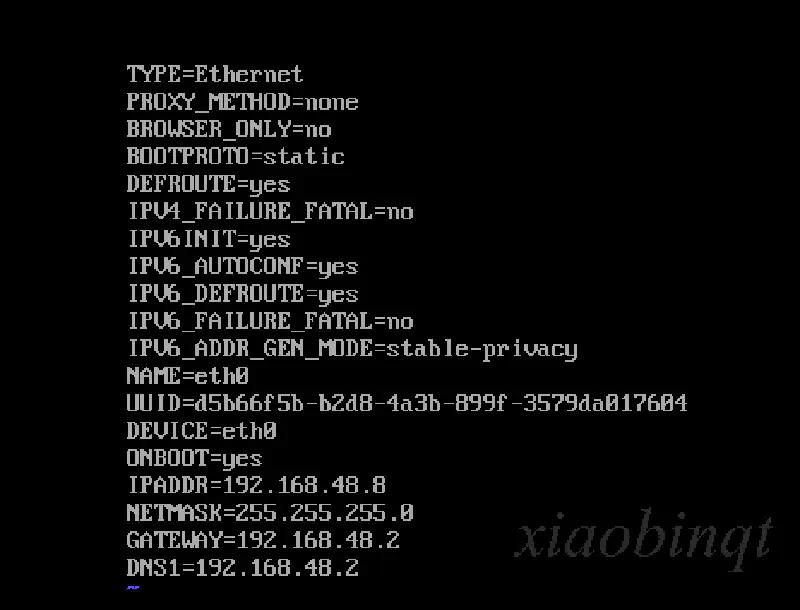 TYPE=Ethernet
PROXY_METHOD=none
BROWSER_ONLY=no
BOOTPROTO=static
DEFROUTE=yes
IPV4_FAILURE_FATAL=no
IPV6INIT=yes
IPV6_AUTOCONF=yes
IPV6_DEFROUTE=yes
IPV6_FAILURE_FATAL=no
IPV6_ADDR_GEN_MODE=stable-privacy
NAME=eth0
UUID=d5b66f5b-b2d8-4a3b-899f-3579da017604
DEVICE=eth0
ONBOOT=yes
IPADDR=192.168.48.8
NETMASK=255.255.255.0
GATEWAY=192.168.48.2
DNS1=192.168.48.2
~
xiaobinqt